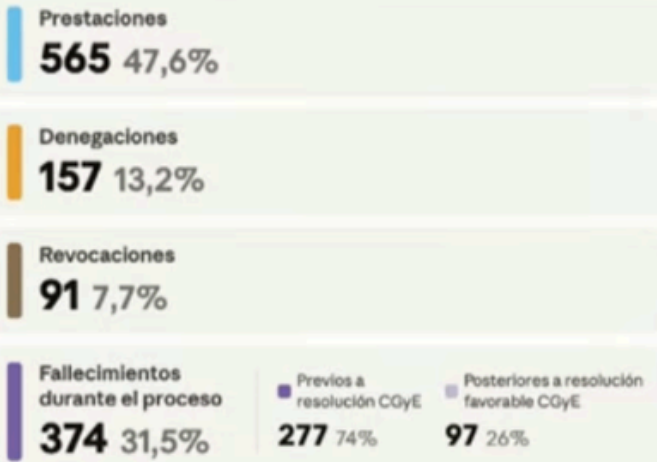 Prestaciones
565 47,6%
Denegaciones
157 13,2%
Revocaciones
91 7,7%
Fallecimientos
durante el proceso
374 31,5%
Previos a
resolución CGyE
277 74%
Posteriores a resolución
favorable CGyE
97 26%